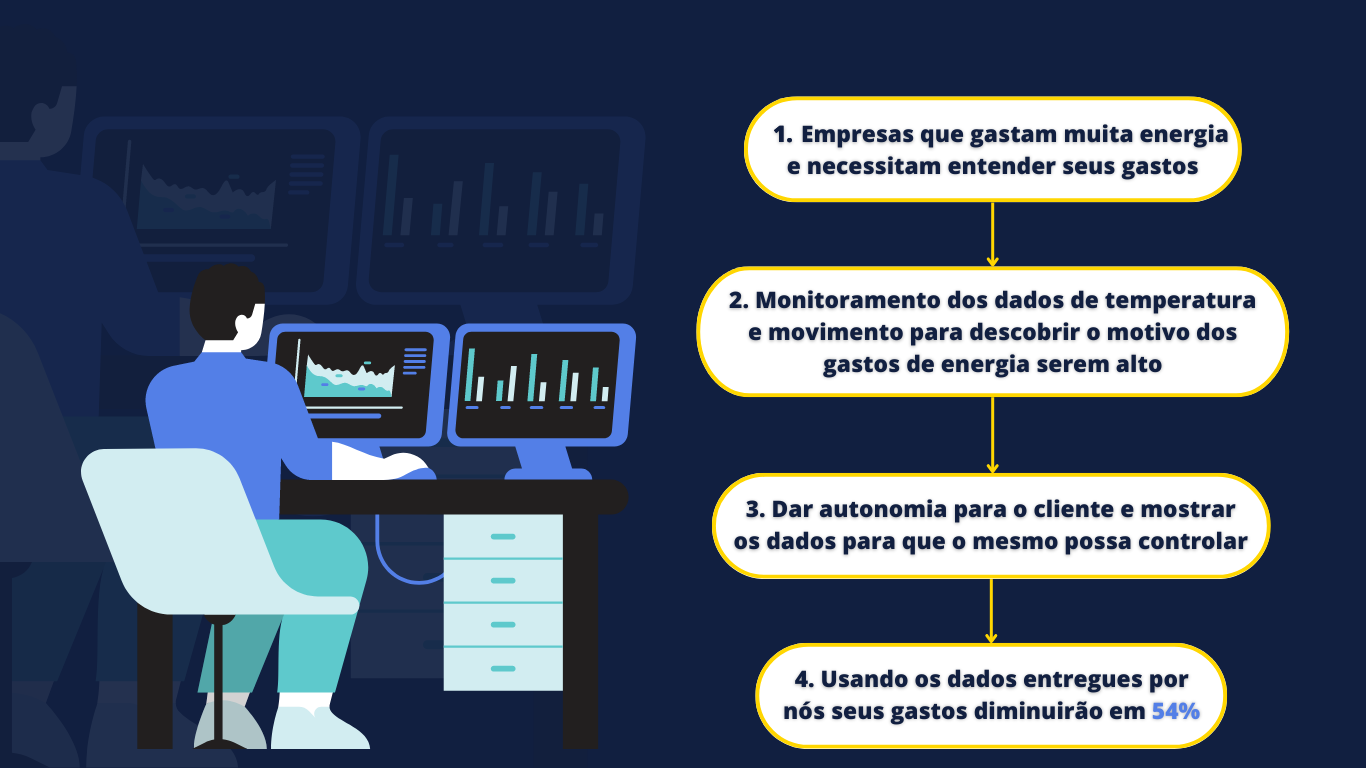 1. Empresas que gastam muita energia
e necessitam entender seus gastos
2. Monitoramento dos dados de temperatura
e movimento para descobrir o motivo dos
gastos de energia serem alto
3. Dar autonomia para o cliente e mostrar
os dados para que o mesmo possa controlar
4. Usando os dados entregues por
nós seus gastos diminuirão em 54%